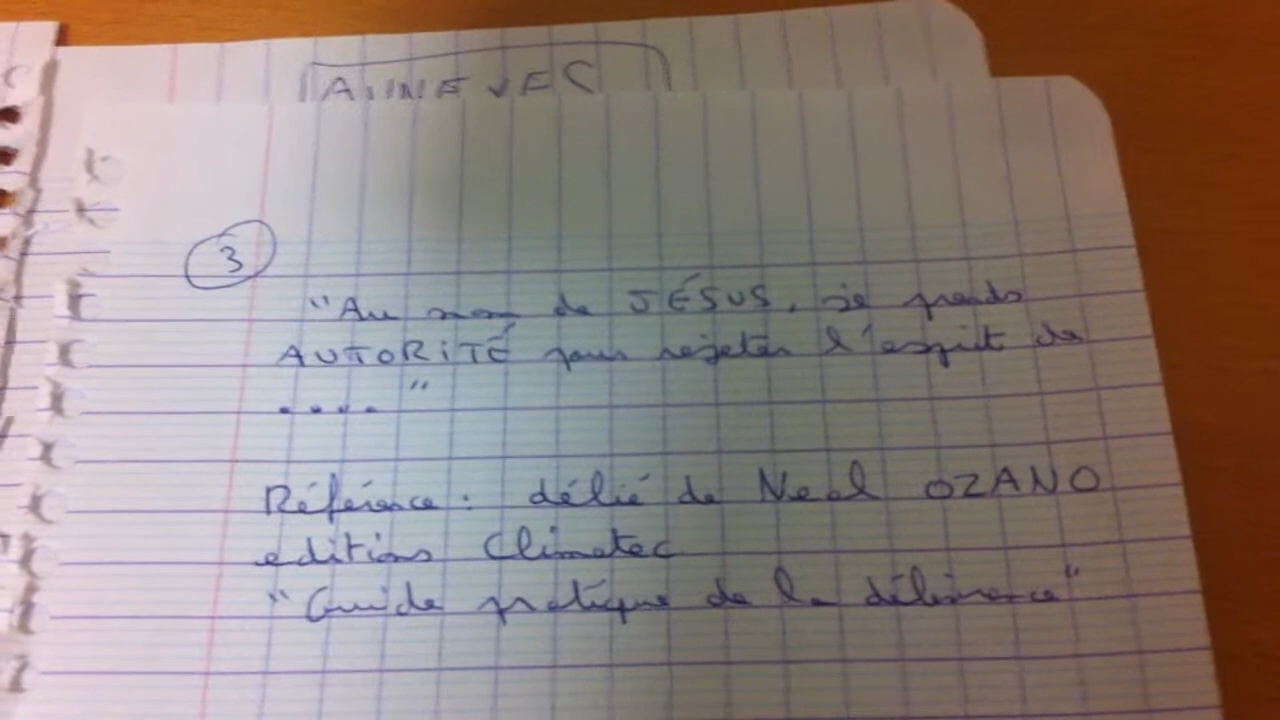 3
"Au nom de JÉSUS, je prends
AUTORITÉ pour rejeter l'esprit de
...."
Référence : délié de Neal OZANO
editions Climatec
"Guide pratique de la délivrance"